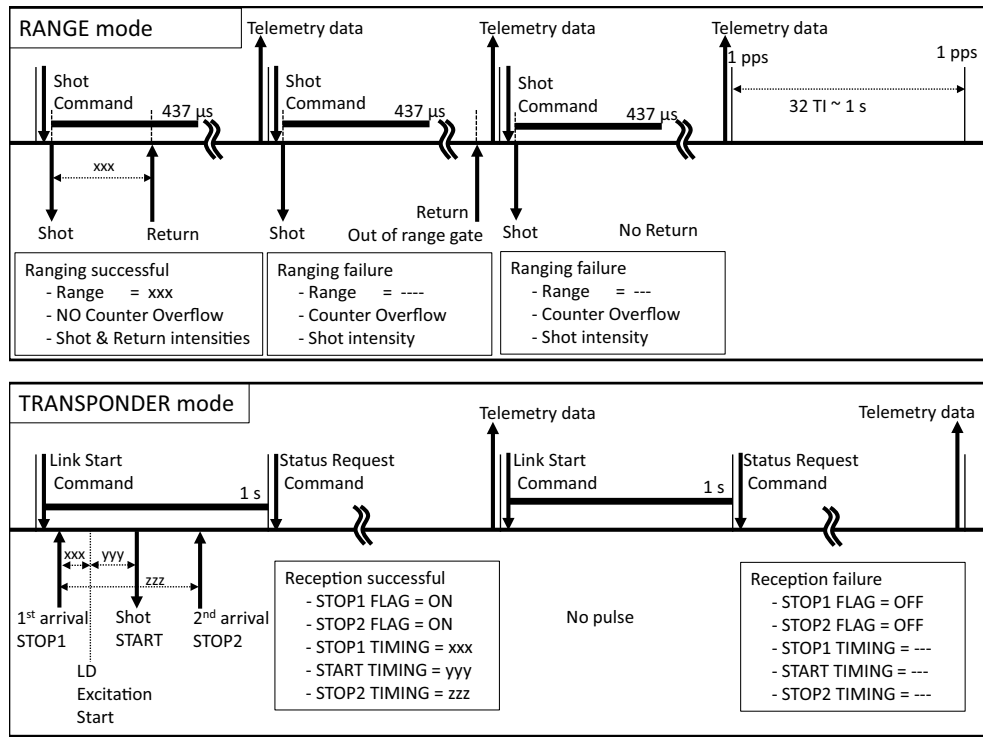 RANGE mode
Telemetry data
Telemetry data
Telemetry data
1 pps
1 pps
Shot
Command
437 μs
Shot
Command
437 μs
Shot
Command
437 μs
32 TI ~ 1 s
xxx
Shot
Return
Shot
Return
Out of range gate
Shot
No Return
Ranging successful
- Range = xxx
- NO Counter Overflow
- Shot & Return intensities
Ranging failure
- Range = ----
- Counter Overflow
- Shot intensity
Ranging failure
- Range = ---
- Counter Overflow
- Shot intensity
TRANSPONDER mode
Telemetry data
Telemetry data
Link Start
Command
1 s
Status Request
Command
Link Start
Command
1 s
Status Request
Command
xxx
yyy
zzz
1st arrival
STOP1
Shot
START
2nd arrival
STOP2
LD
Excitation
Start
Reception successful
- STOP1 FLAG = ON
- STOP2 FLAG = ON
- STOP1 TIMING = xxx
- START TIMING = yyy
- STOP2 TIMING = zzz
No pulse
Reception failure
- STOP1 FLAG = OFF
- STOP2 FLAG = OFF
- STOP1 TIMING = ---
- START TIMING = ---
- STOP2 TIMING = ---